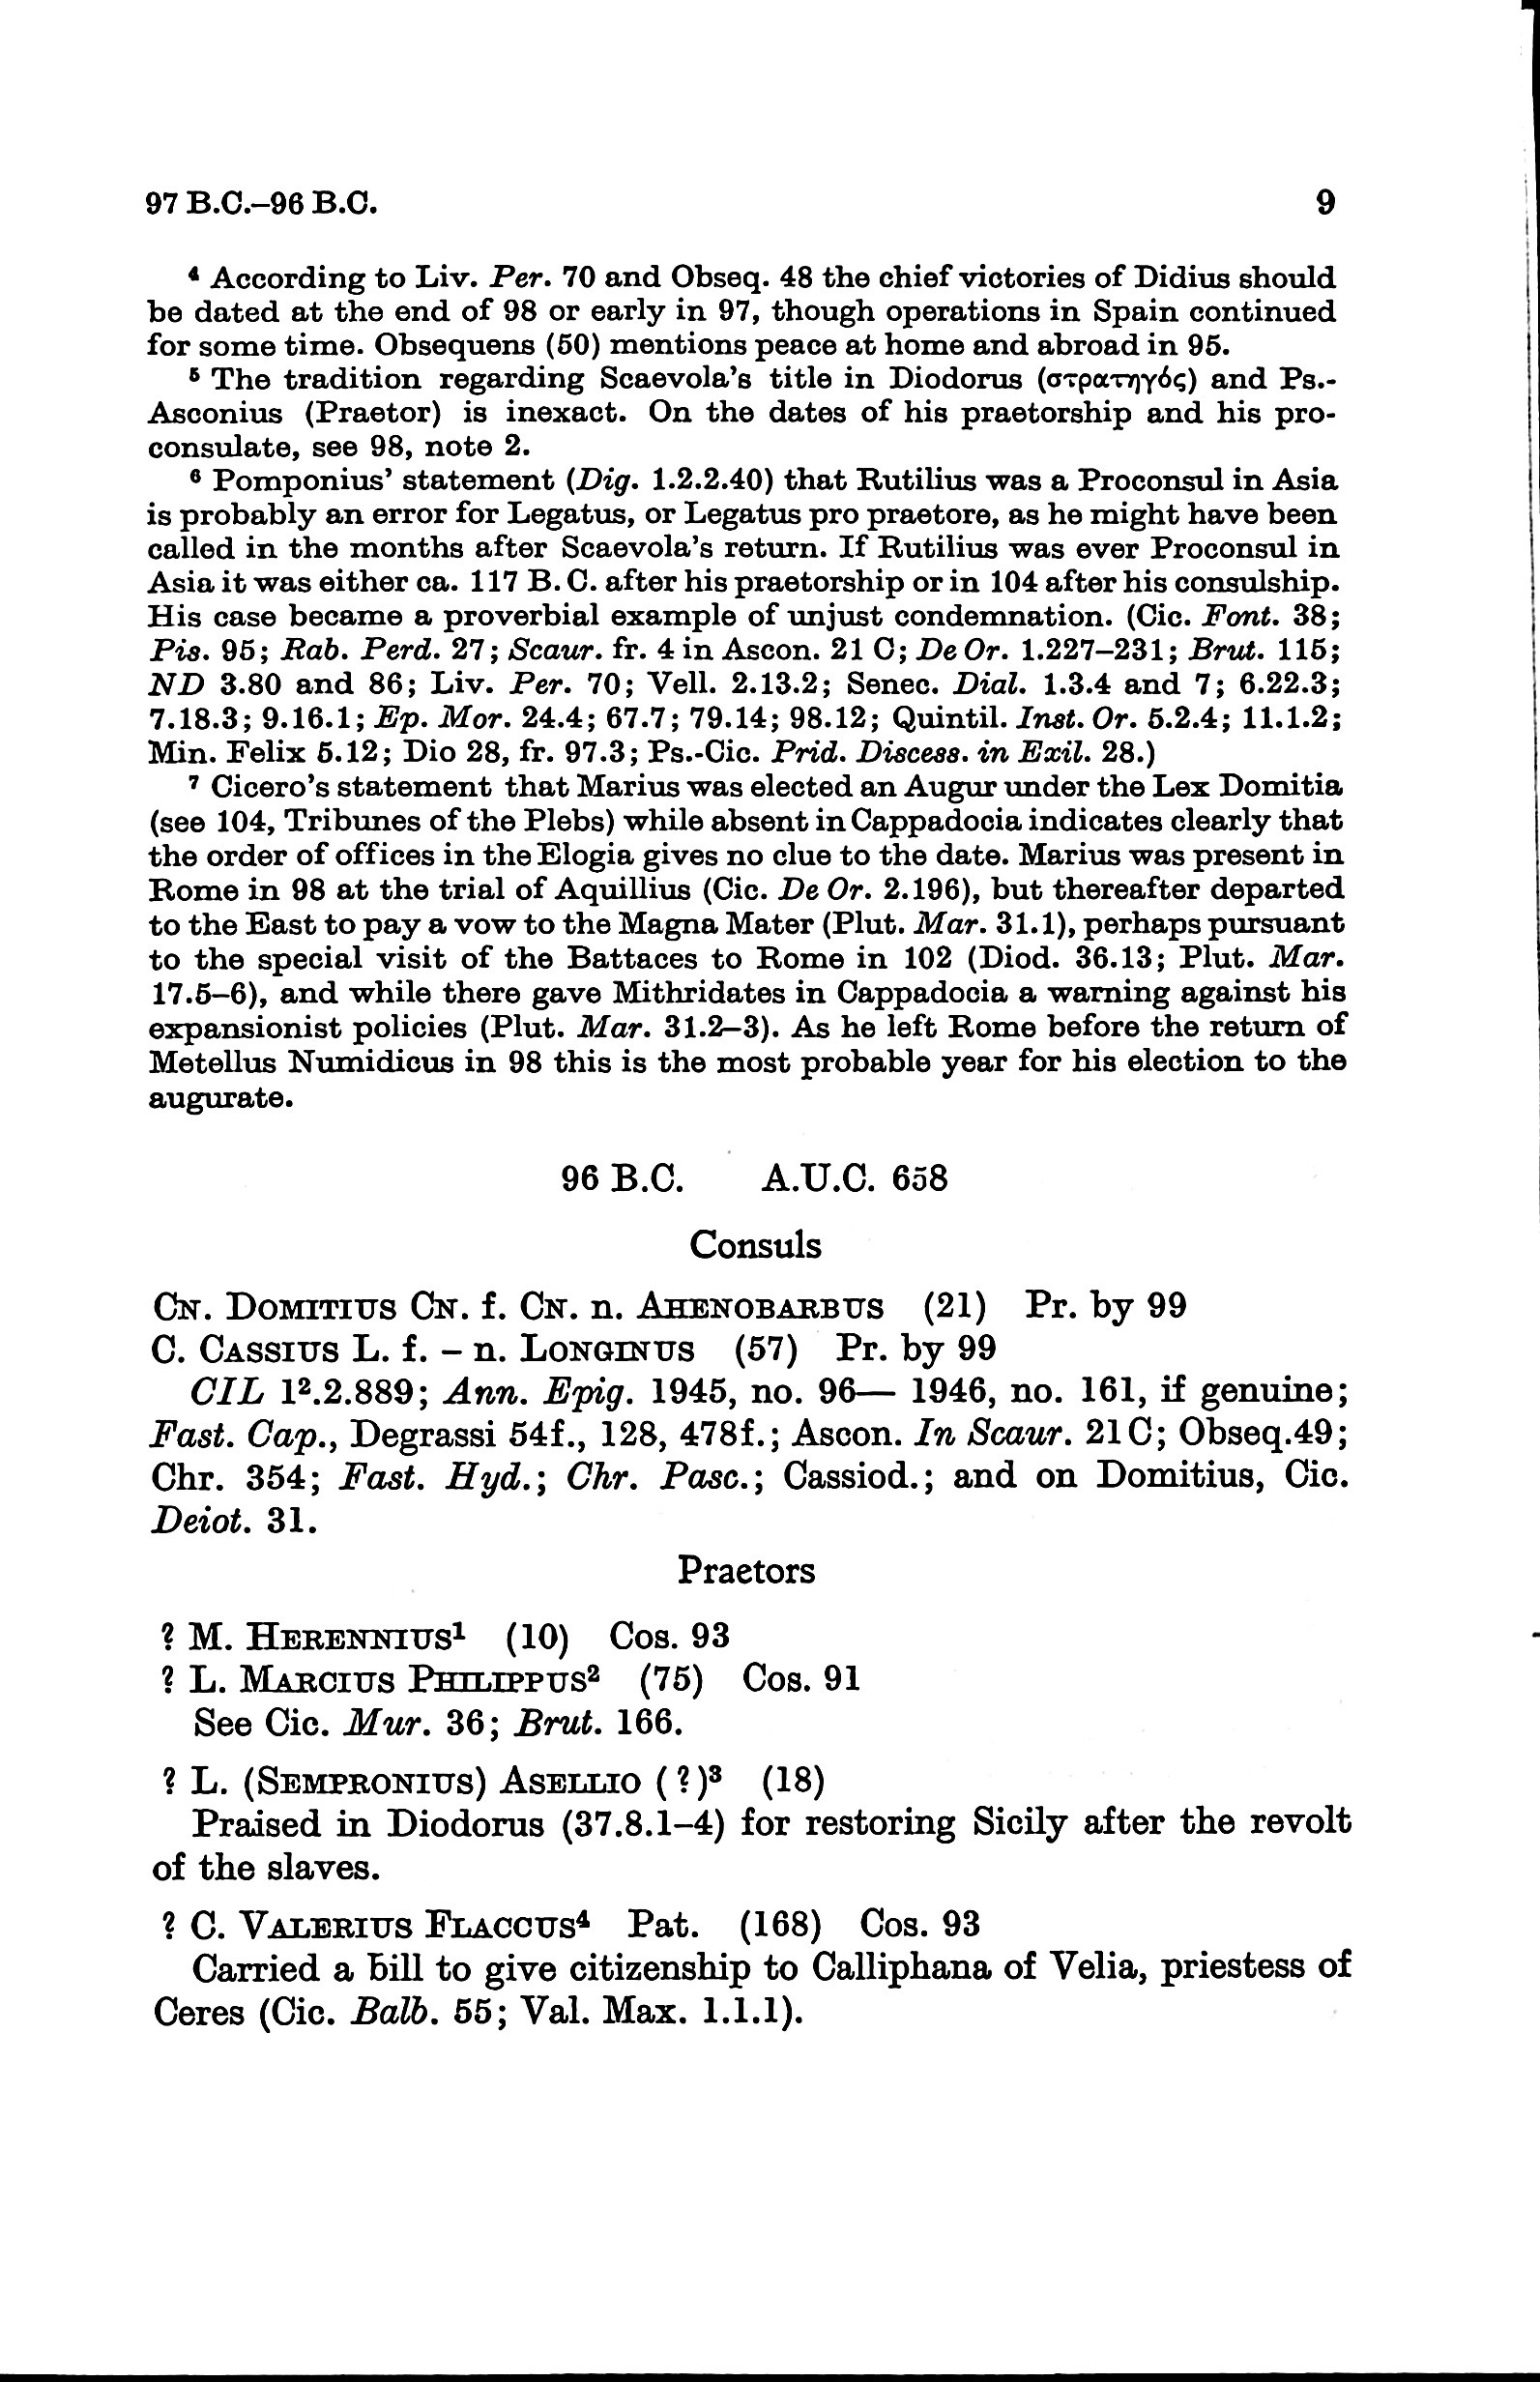 97 B.C.–96 B.C. 9
⁴ According to Liv. Per. 70 and Obseq. 48 the chief victories of Didius should
be dated at the end of 98 or early in 97, though operations in Spain continued
for some time. Obsequens (50) mentions peace at home and abroad in 95.
⁵ The tradition regarding Scaevola's title in Diodorus (στρατηγός) and Ps.-
Asconius (Praetor) is inexact. On the dates of his praetorship and his pro-
consulate, see 98, note 2.
⁶ Pomponius' statement (Dig. 1.2.2.40) that Rutilius was a Proconsul in Asia
is probably an error for Legatus, or Legatus pro praetore, as he might have been
called in the months after Scaevola's return. If Rutilius was ever Proconsul in
Asia it was either ca. 117 B.C. after his praetorship or in 104 after his consulship.
His case became a proverbial example of unjust condemnation. (Cic. Font. 38;
Pis. 95; Rab. Perd. 27; Scaur. fr. 4 in Ascon. 21 C; De Or. 1.227–231; Brut. 115;
ND 3.80 and 86; Liv. Per. 70; Vell. 2.13.2; Senec. Dial. 1.3.4 and 7; 6.22.3;
7.18.3; 9.16.1; Ep. Mor. 24.4; 67.7; 79.14; 98.12; Quintil. Inst. Or. 5.2.4; 11.1.2;
Min. Felix 5.12; Dio 28, fr. 97.3; Ps.-Cic. Prid. Discess. in Exil. 28.)
⁷ Cicero's statement that Marius was elected an Augur under the Lex Domitia
(see 104, Tribunes of the Plebs) while absent in Cappadocia indicates clearly that
the order of offices in the Elogia gives no clue to the date. Marius was present in
Rome in 98 at the trial of Aquillius (Cic. De Or. 2.196), but thereafter departed
to the East to pay a vow to the Magna Mater (Plut. Mar. 31.1), perhaps pursuant
to the special visit of the Battaces to Rome in 102 (Diod. 36.13; Plut. Mar.
17.5–6), and while there gave Mithridates in Cappadocia a warning against his
expansionist policies (Plut. Mar. 31.2–3). As he left Rome before the return of
Metellus Numidicus in 98 this is the most probable year for his election to the
augurate.
96 B.C. A.U.C. 658
Consuls
CN. DOMITIUS CN. f. CN. n. AHENOBARBUS (21) Pr. by 99
C. CASSIUS L. f. – n. LONGINUS (57) Pr. by 99
CIL 1².2.889; Ann. Epig. 1945, no. 96— 1946, no. 161, if genuine;
Fast. Cap., Degrassi 54f., 128, 478f.; Ascon. In Scaur. 21C; Obseq.49;
Chr. 354; Fast. Hyd.; Chr. Pasc.; Cassiod.; and on Domitius, Cic.
Deiot. 31.
Praetors
? M. HERENNIUS¹ (10) Cos. 93
? L. MARCIUS PHILIPPUS² (75) Cos. 91
See Cic. Mur. 36; Brut. 166.
? L. (SEMPRONIUS) ASELLIO (?)³ (18)
Praised in Diodorus (37.8.1–4) for restoring Sicily after the revolt
of the slaves.
? C. VALERIUS FLACCUS⁴ Pat. (168) Cos. 93
Carried a bill to give citizenship to Calliphana of Velia, priestess of
Ceres (Cic. Balb. 55; Val. Max. 1.1.1).